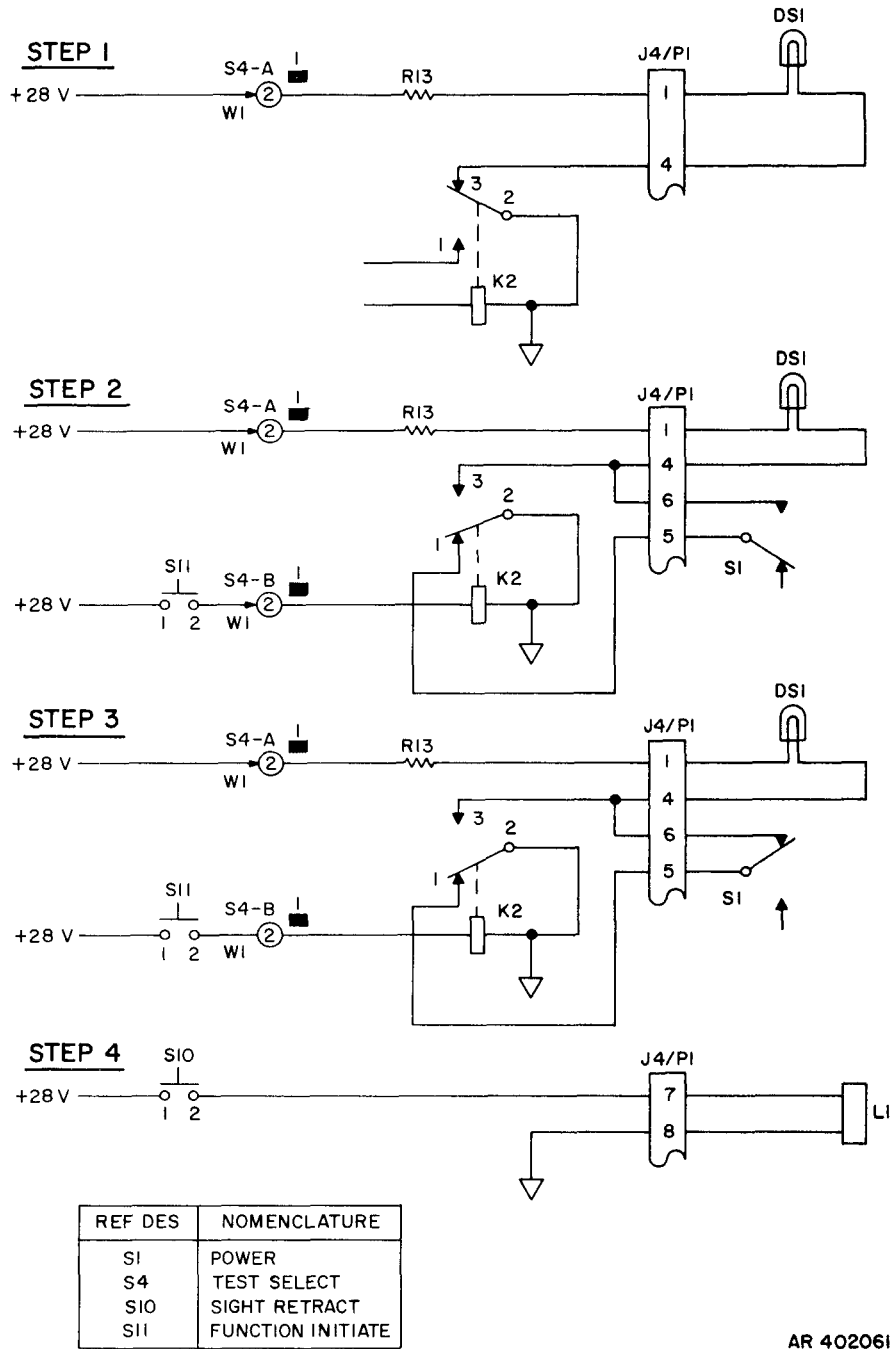 STEP 1
+28 V
S4-A
1
2
W1
R13
J4/P1
1
4
DS1
3
2
1
K2
STEP 2
+28 V
S4-A
1
2
W1
R13
J4/P1
1
4
6
5
DS1
3
2
1
K2
S1
+28 V
S11
1 2
S4-B
1
2
W1
STEP 3
+28 V
S4-A
1
2
W1
R13
J4/P1
1
4
6
5
DS1
3
2
1
K2
S1
+28 V
S11
1 2
S4-B
1
2
W1
STEP 4
+28 V
S10
1 2
J4/P1
7
8
L1
REF DES NOMENCLATURE
S1 POWER
S4 TEST SELECT
S10 SIGHT RETRACT
S11 FUNCTION INITIATE
AR 402061